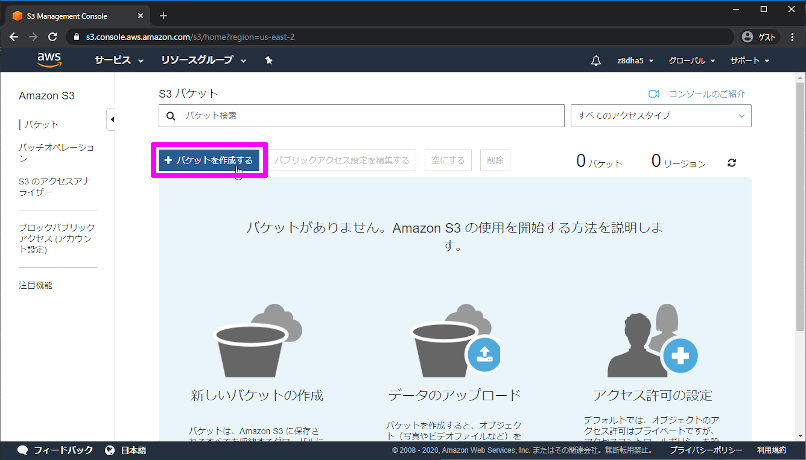 S3 Management Console
s3.console.aws.amazon.com/s3/home?region=us-east-2
ゲスト
aws
サービス
リソースグループ
z8dha5
グローバル
サポート
Amazon S3
バケット
バッチオペレーショ
ン
S3 のアクセスアナ
ライザー
ブロックパブリック
アクセス (アカウント
設定)
注目機能
S3 バケット
コンソールのご紹介
バケット検索
すべてのアクセスタイプ
バケットを作成する
パブリックアクセス設定を編集する
空にする
削除
0 バケット
0 リージョン
バケットがありません。Amazon S3 の使用を開始する方法を説明しま
す。
新しいバケットの作成
データのアップロード
アクセス許可の設定
バケットは、Amazon S3 に保存さ
バケットを作成すると、オブジェク
ト (写真やビデオファイルなど) を
デフォルトでは、オブジェクトのア
クセス許可はプライベートですが、
フィードバック
日本語
© 2008 - 2020, Amazon Web Services, Inc. またはその関連会社。無断転用禁止。
プライバシーポリシー
利用規約